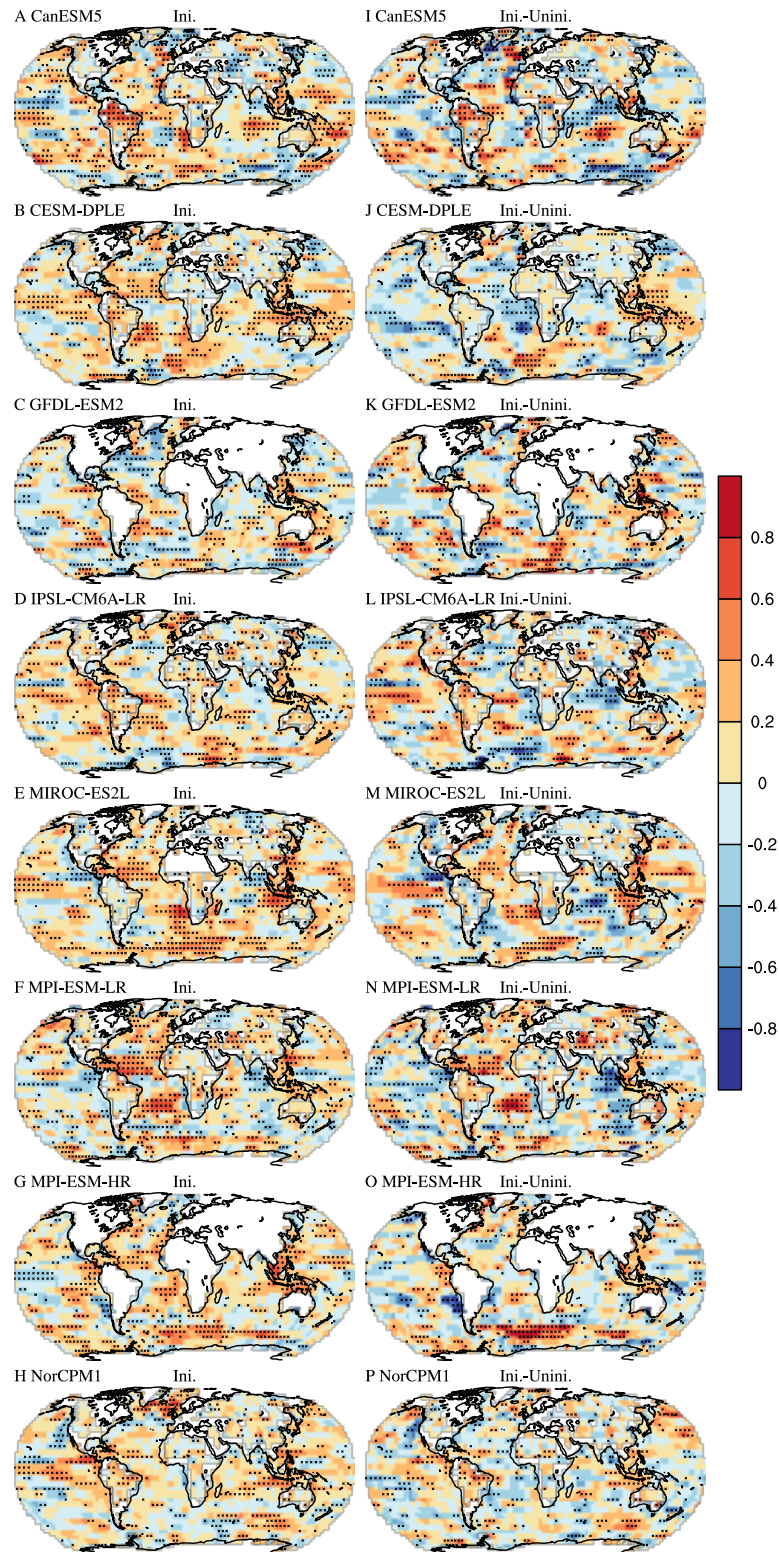 A CanESM5 Ini. I CanESM5 Ini.-Unini.
B CESM-DPLE Ini. J CESM-DPLE Ini.-Unini.
C GFDL-ESM2 Ini. K GFDL-ESM2 Ini.-Unini.
D IPSL-CM6A-LR Ini. L IPSL-CM6A-LR Ini.-Unini.
E MIROC-ES2L Ini. M MIROC-ES2L Ini.-Unini.
F MPI-ESM-LR Ini. N MPI-ESM-LR Ini.-Unini.
G MPI-ESM-HR Ini. O MPI-ESM-HR Ini.-Unini.
H NorCPM1 Ini. P NorCPM1 Ini.-Unini.
0.8
0.6
0.4
0.2
0
-0.2
-0.4
-0.6
-0.8